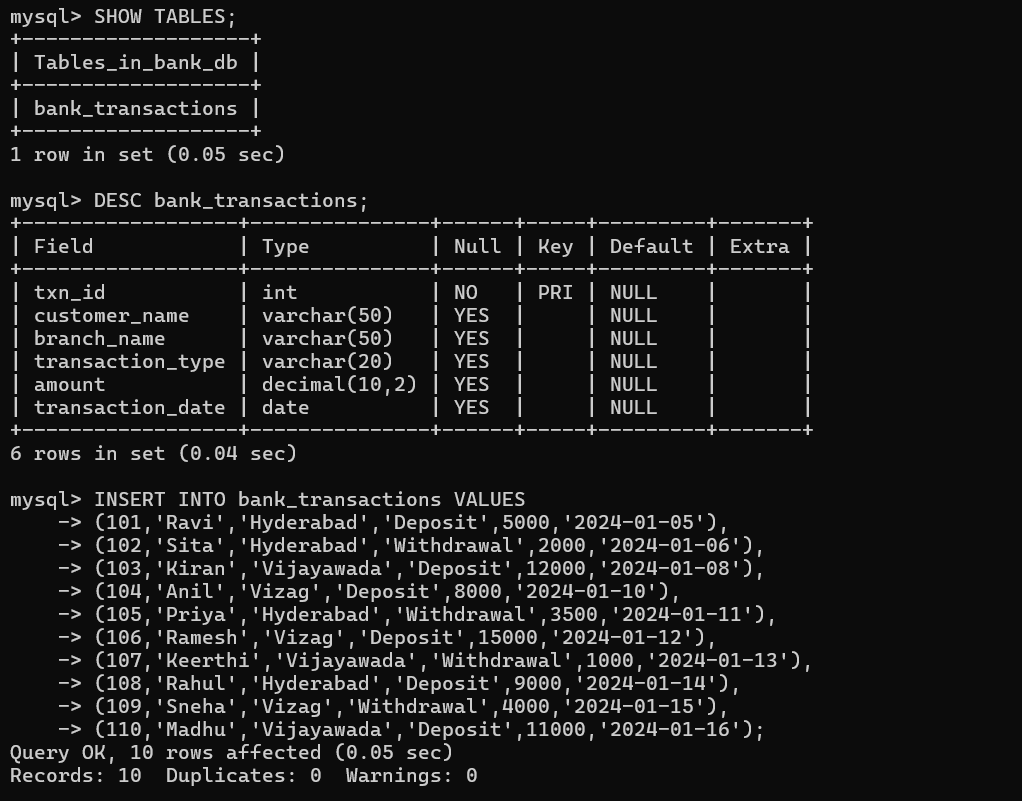 mysql> SHOW TABLES;
+-------------------+
| Tables_in_bank_db |
+-------------------+
| bank_transactions |
+-------------------+
1 row in set (0.05 sec)

mysql> DESC bank_transactions;
+------------------+---------------+------+-----+---------+-------+
| Field            | Type          | Null | Key | Default | Extra |
+------------------+---------------+------+-----+---------+-------+
| txn_id           | int           | NO   | PRI | NULL    |       |
| customer_name    | varchar(50)   | YES  |     | NULL    |       |
| branch_name      | varchar(50)   | YES  |     | NULL    |       |
| transaction_type | varchar(20)   | YES  |     | NULL    |       |
| amount           | decimal(10,2) | YES  |     | NULL    |       |
| transaction_date | date          | YES  |     | NULL    |       |
+------------------+---------------+------+-----+---------+-------+
6 rows in set (0.04 sec)

mysql> INSERT INTO bank_transactions VALUES
    -> (101,'Ravi','Hyderabad','Deposit',5000,'2024-01-05'),
    -> (102,'Sita','Hyderabad','Withdrawal',2000,'2024-01-06'),
    -> (103,'Kiran','Vijayawada','Deposit',12000,'2024-01-08'),
    -> (104,'Anil','Vizag','Deposit',8000,'2024-01-10'),
    -> (105,'Priya','Hyderabad','Withdrawal',3500,'2024-01-11'),
    -> (106,'Ramesh','Vizag','Deposit',15000,'2024-01-12'),
    -> (107,'Keerthi','Vijayawada','Withdrawal',1000,'2024-01-13'),
    -> (108,'Rahul','Hyderabad','Deposit',9000,'2024-01-14'),
    -> (109,'Sneha','Vizag','Withdrawal',4000,'2024-01-15'),
    -> (110,'Madhu','Vijayawada','Deposit',11000,'2024-01-16');
Query OK, 10 rows affected (0.05 sec)
Records: 10  Duplicates: 0  Warnings: 0